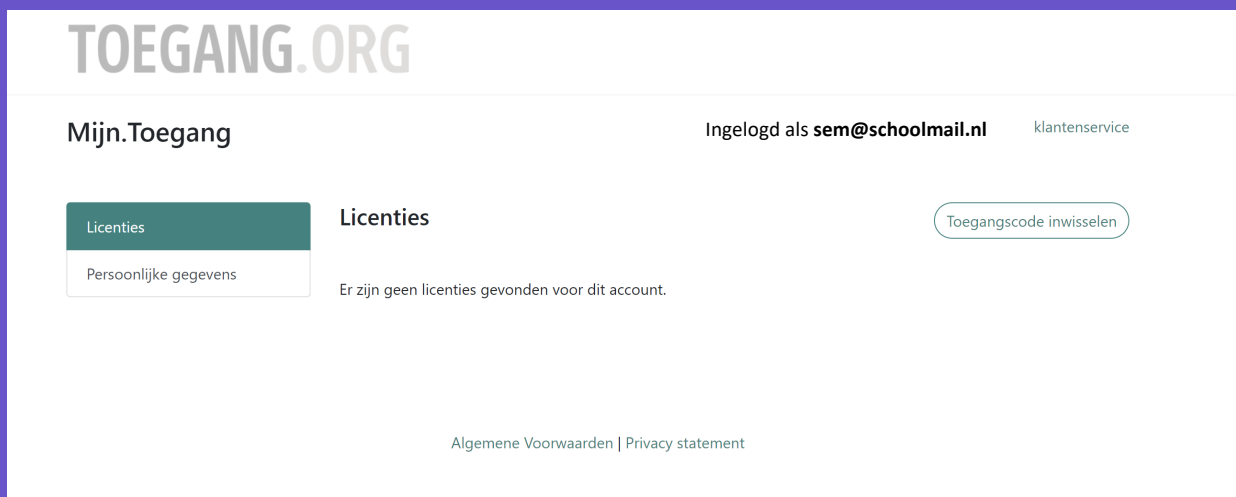 TOEGANG.ORG
Mijn.Toegang
Ingelogd als sem@schoolmail.nl
klantenservice
Licenties
Persoonlijke gegevens
Licenties
Toegangscode inwisselen
Er zijn geen licenties gevonden voor dit account.
Algemene Voorwaarden | Privacy statement